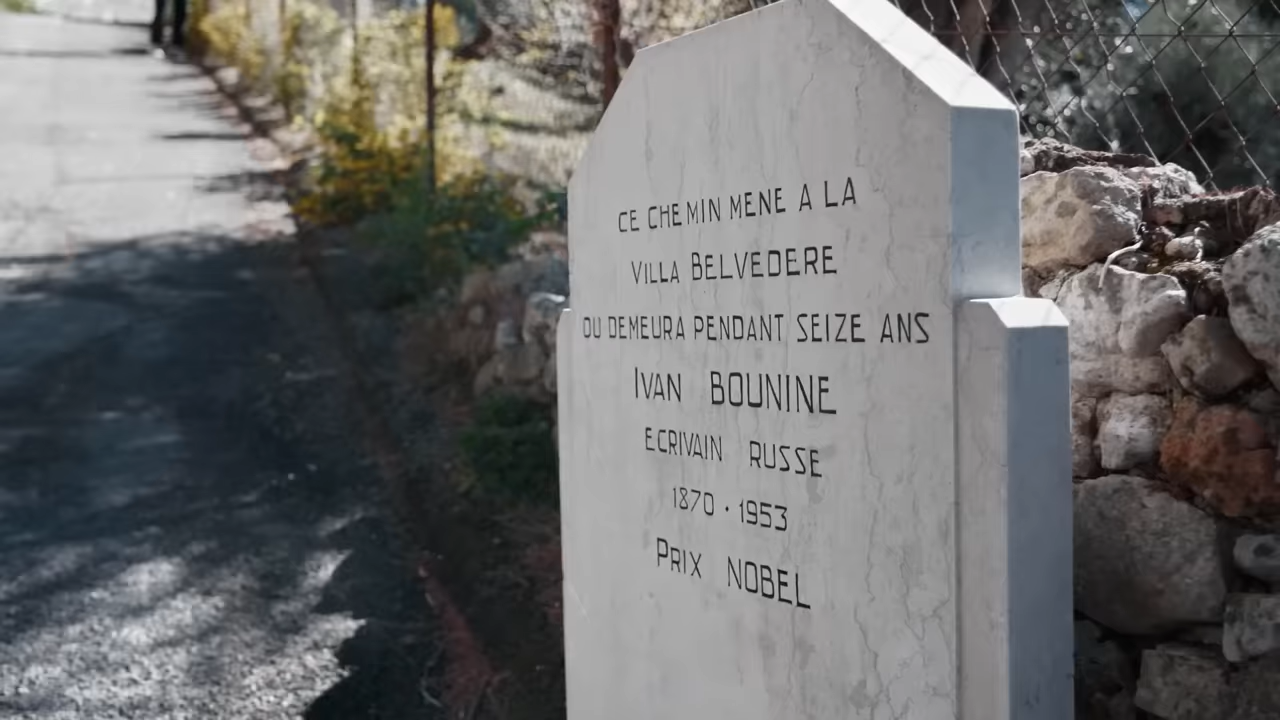 CE CHEMIN MENE A LA
VILLA BELVEDERE
OU DEMEURA PENDANT SEIZE ANS
IVAN BOUNINE
ECRIVAIN RUSSE
1870 · 1953
PRIX NOBEL